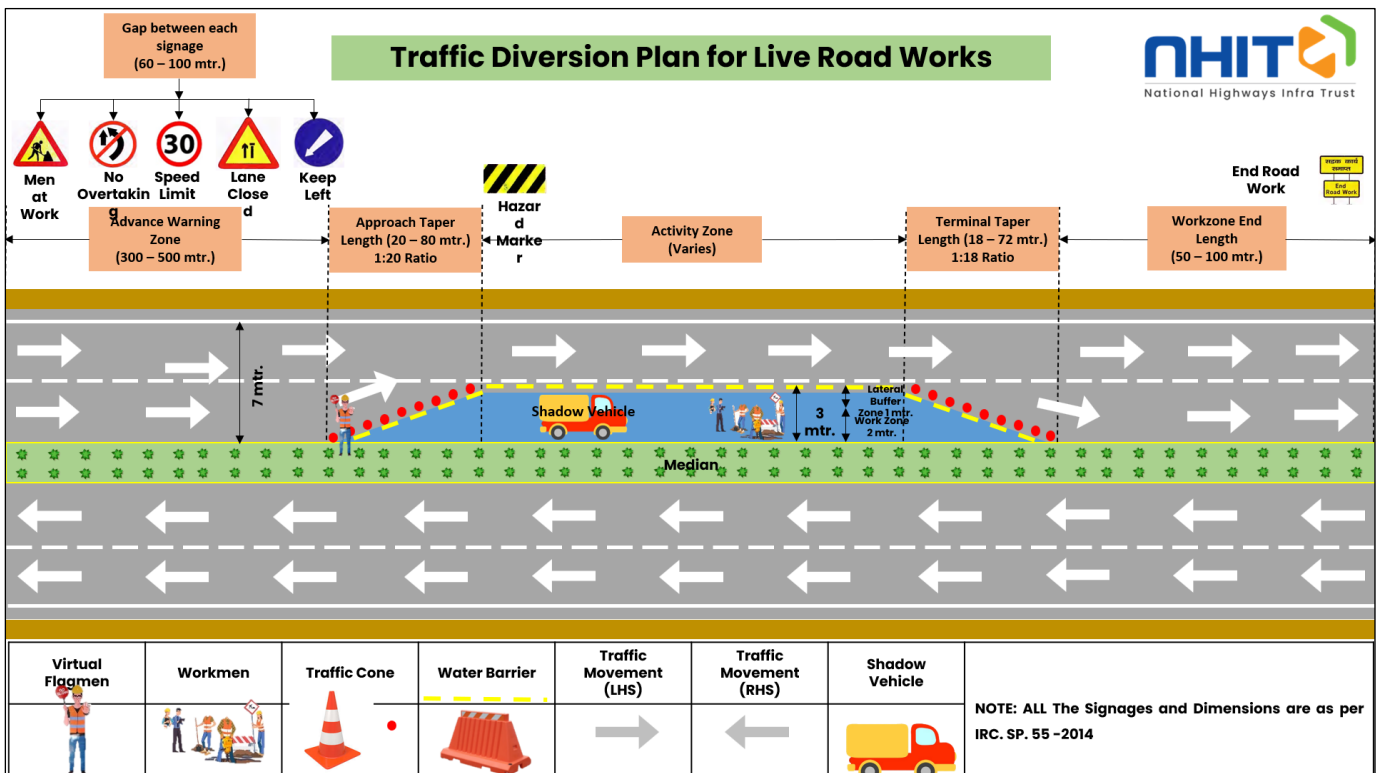 Gap between each
signage
(60 – 100 mtr.)
Traffic Diversion Plan for Live Road Works
NHIT
National Highways Infra Trust
30
Men
at
Work
No
Overtakin
g
Speed
Limit
Lane
Close
d
Keep
Left
Hazar
d
Marke
r
End Road
Work
सड़क कार्य
समाप्त
End
Road Work
Advance Warning
Zone
(300 – 500 mtr.)
Approach Taper
Length (20 – 80 mtr.)
1:20 Ratio
Activity Zone
(Varies)
Terminal Taper
Length (18 – 72 mtr.)
1:18 Ratio
Workzone End
Length
(50 – 100 mtr.)
7 mtr.
Shadow Vehicle
3
mtr.
Lateral
Buffer
Zone 1 mtr.
Work Zone
2 mtr.
Median
Virtual
Flagmen
Workmen
Traffic Cone
Water Barrier
Traffic
Movement
(LHS)
Traffic
Movement
(RHS)
Shadow
Vehicle
NOTE: ALL The Signages and Dimensions are as per
IRC. SP. 55 -2014